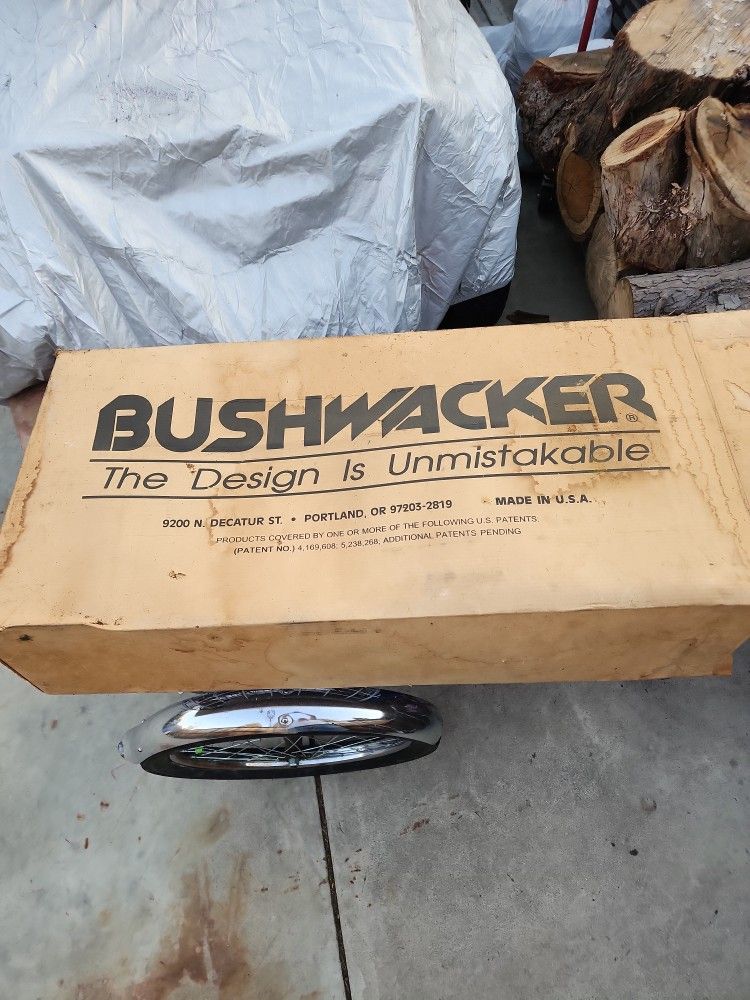 BUSHWACKER®
The Design Is Unmistakable
9200 N. DECATUR ST. • PORTLAND, OR 97203-2819 MADE IN U.S.A.
PRODUCTS COVERED BY ONE OR MORE OF THE FOLLOWING U.S. PATENTS.
(PATENT NO.) 4,169,608; 5,238,268; ADDITIONAL PATENTS PENDING